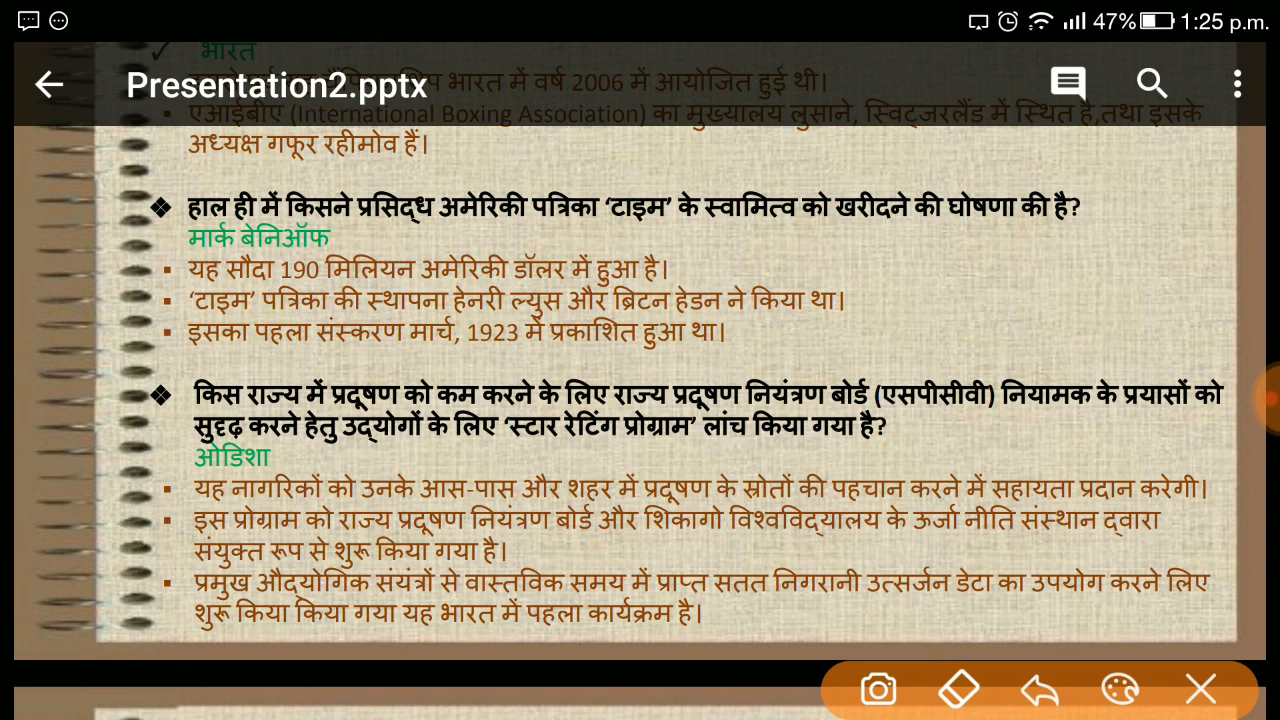 47% 1:25 p.m.
✓ भारत
Presentation2.pptx
भारत में वर्ष 2006 में आयोजित हुई थी।
▪ एआईबीए (International Boxing Association) का मुख्यालय लुसाने, स्विट्जरलैंड में स्थित है,तथा इसके
अध्यक्ष गफूर रहीमोव हैं।
❖ हाल ही में किसने प्रसिद्ध अमेरिकी पत्रिका ‘टाइम’ के स्वामित्व को खरीदने की घोषणा की है?
मार्क बेनिऑफ
▪ यह सौदा 190 मिलियन अमेरिकी डॉलर में हुआ है।
▪ ‘टाइम’ पत्रिका की स्थापना हेनरी ल्युस और ब्रिटन हेडन ने किया था।
▪ इसका पहला संस्करण मार्च, 1923 में प्रकाशित हुआ था।
❖ किस राज्य में प्रदूषण को कम करने के लिए राज्य प्रदूषण नियंत्रण बोर्ड (एसपीसीवी) नियामक के प्रयासों को
सुदृढ़ करने हेतु उद्योगों के लिए ‘स्टार रेटिंग प्रोग्राम’ लांच किया गया है?
ओडिशा
▪ यह नागरिकों को उनके आस-पास और शहर में प्रदूषण के स्रोतों की पहचान करने में सहायता प्रदान करेगी।
▪ इस प्रोग्राम को राज्य प्रदूषण नियंत्रण बोर्ड और शिकागो विश्वविद्यालय के ऊर्जा नीति संस्थान द्वारा
संयुक्त रूप से शुरू किया गया है।
▪ प्रमुख औद्योगिक संयंत्रों से वास्तविक समय में प्राप्त सतत निगरानी उत्सर्जन डेटा का उपयोग करने लिए
शुरू किया किया गया यह भारत में पहला कार्यक्रम है।